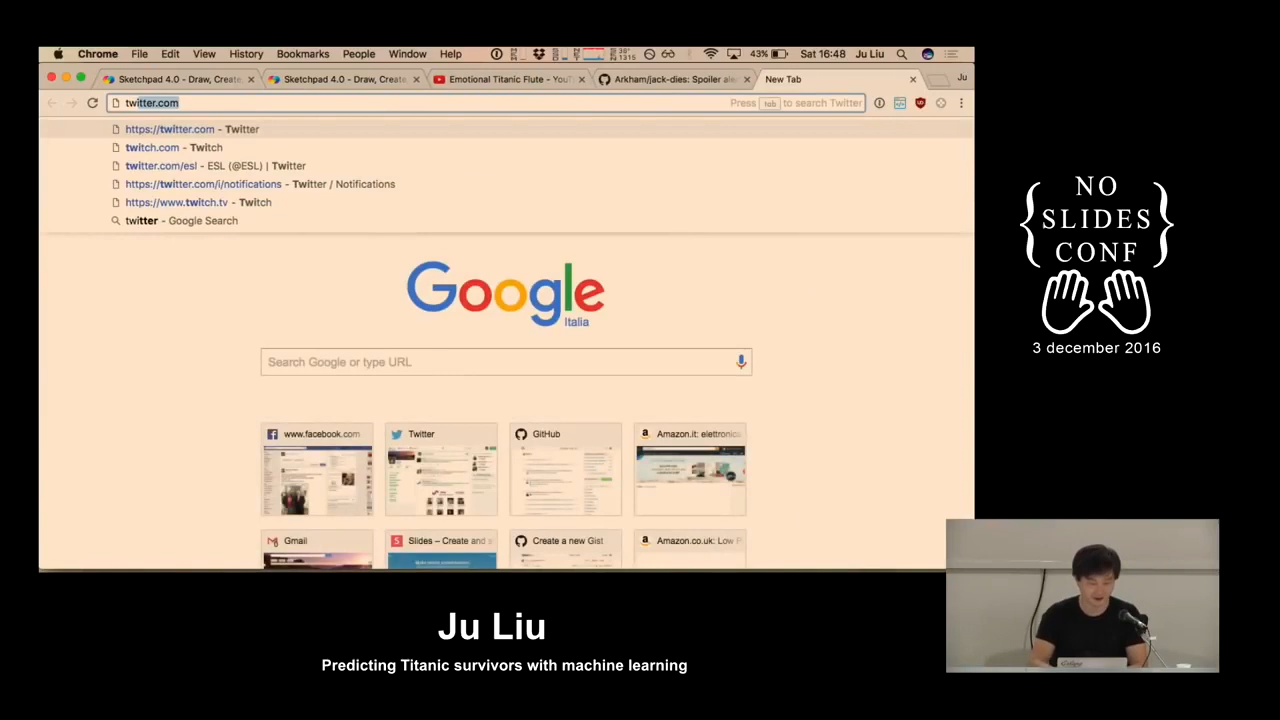 Chrome File Edit View History Bookmarks People Window Help
43% Sat 16:48 Ju Liu
Sketchpad 4.0 - Draw, Create,
Sketchpad 4.0 - Draw, Create,
Emotional Titanic Flute - YouT
Arkham/jack-dies: Spoiler ale
New Tab
Ju
twitter.com
Press tab to search Twitter
https://twitter.com - Twitter
twitch.com - Twitch
twitter.com/esl - ESL (@ESL) | Twitter
https://twitter.com/i/notifications - Twitter / Notifications
https://www.twitch.tv - Twitch
twitter - Google Search
Google
Italia
Search Google or type URL
www.facebook.com
Twitter
GitHub
Amazon.it: elettronica
Gmail
Slides – Create and s
Create a new Gist
Amazon.co.uk: Low P
NO
SLIDES
CONF
3 december 2016
Ju Liu
Predicting Titanic survivors with machine learning